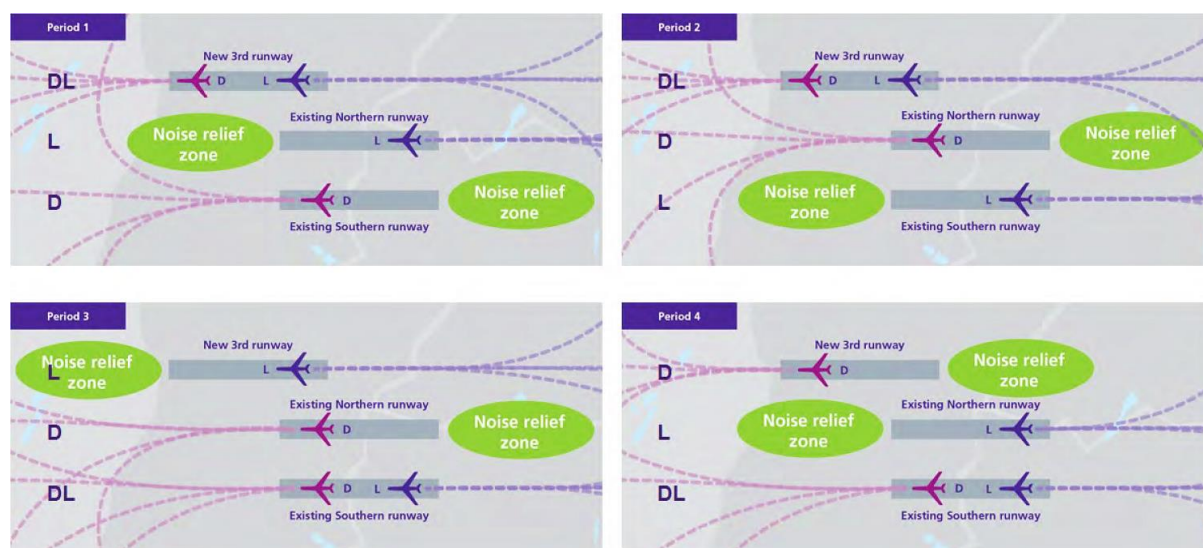 Period 1
New 3rd runway
DL
D
L
Existing Northern runway
Noise relief
zone
L
L
D
D
Noise relief
zone
Existing Southern runway
Period 2
New 3rd runway
DL
D
L
Existing Northern runway
D
D
Noise relief
zone
Noise relief
zone
L
L
Existing Southern runway
Period 3
New 3rd runway
Noise relief
zone
L
L
Existing Northern runway
D
D
Noise relief
zone
DL
D
L
Existing Southern runway
Period 4
New 3rd runway
D
D
Noise relief
zone
Existing Northern runway
L
Noise relief
zone
L
DL
D
L
Existing Southern runway